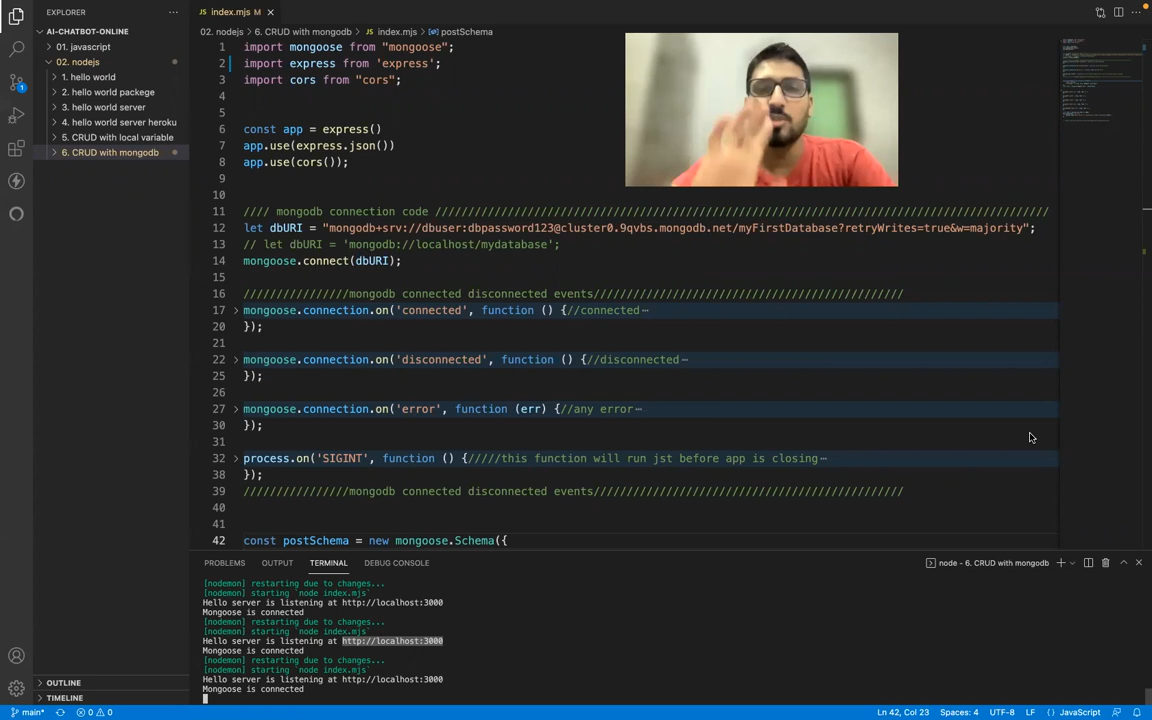 EXPLORER
AI-CHATBOT-ONLINE
01. javascript
02. nodejs
1. hello world
2. hello world packege
3. hello world server
4. hello world server heroku
5. CRUD with local variable
6. CRUD with mongodb
OUTLINE
TIMELINE
index.mjs M
02. nodejs > 6. CRUD with mongodb > index.mjs > postSchema
1 import mongoose from "mongoose";
2 import express from 'express';
3 import cors from "cors";
4
5
6 const app = express()
7 app.use(express.json())
8 app.use(cors());
9
10
11 //// mongodb connection code /////////////////////////////////////////////////////////////////////////////////////////////
12 let dbURI = "mongodb+srv://dbuser:dbpassword123@cluster0.9qvbs.mongodb.net/myFirstDatabase?retryWrites=true&w=majority";
13 // let dbURI = 'mongodb://localhost/mydatabase';
14 mongoose.connect(dbURI);
15
16 ////////////////mongodb connected disconnected events///////////////////////////////////////////////
17 mongoose.connection.on('connected', function () {//connected⋯
20 });
21
22 mongoose.connection.on('disconnected', function () {//disconnected⋯
25 });
26
27 mongoose.connection.on('error', function (err) {//any error⋯
30 });
31
32 process.on('SIGINT', function () {/////this function will run jst before app is closing⋯
38 });
39 ////////////////mongodb connected disconnected events///////////////////////////////////////////////
40
41
42 const postSchema = new mongoose.Schema({
PROBLEMS OUTPUT TERMINAL DEBUG CONSOLE
node - 6. CRUD with mongodb
[nodemon] restarting due to changes...
[nodemon] starting `node index.mjs`
Hello server is listening at http://localhost:3000
Mongoose is connected
[nodemon] restarting due to changes...
[nodemon] starting `node index.mjs`
Hello server is listening at http://localhost:3000
Mongoose is connected
[nodemon] restarting due to changes...
[nodemon] starting `node index.mjs`
Hello server is listening at http://localhost:3000
Mongoose is connected
1
main* 0 0
Ln 42, Col 23 Spaces: 4 UTF-8 LF JavaScript